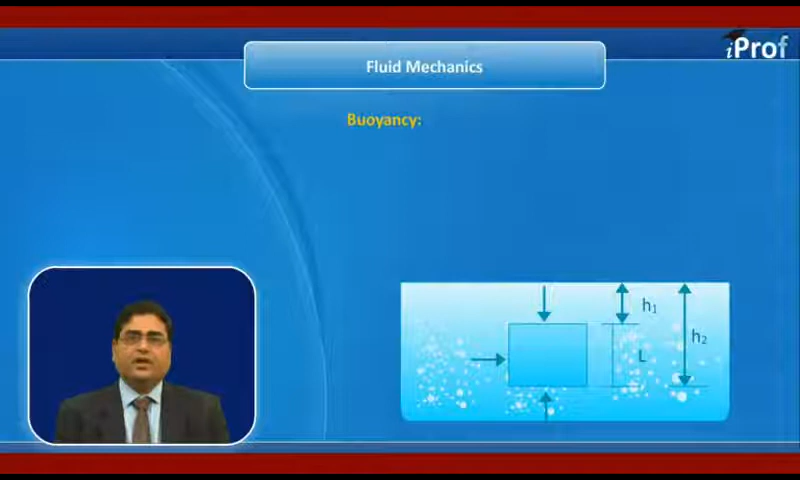 iProf
Fluid Mechanics
Buoyancy:
h₁
h₂
L